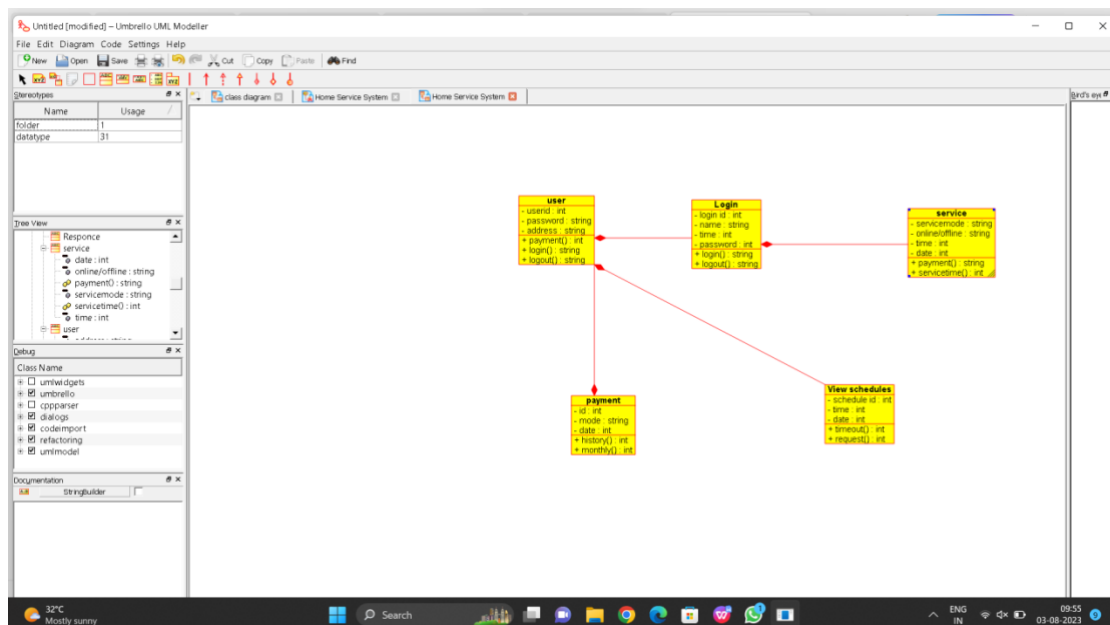 Untitled [modified] – Umbrello UML Modeller
File Edit Diagram Code Settings Help
New Open Save Cut Copy Paste Find
Stereotypes
Name Usage
folder 1
datatype 31
Tree View
Responce
service
date : int
online/offline : string
payment() : string
servicemode : string
servicetime() : int
time : int
user
Debug
Class Name
umlwidgets
umbrello
cppparser
dialogs
codeimport
refactoring
umlmodel
Documentation
StringBuilder
class diagram Home Service System Home Service System
Bird's eye
user
- userid : int
- password : string
- address : string
+ payment() : int
+ login() : string
+ logout() : string
Login
- login id : int
- name : string
- time : int
- password : int
+ login() : string
+ logout() : string
service
- servicemode : string
- online/offline : string
- time : int
- date : int
+ payment() : string
+ servicetime() : int
payment
- id : int
- mode : string
- date : int
+ history() : int
+ monthly() : int
View schedules
- schedule id : int
- time : int
- date : int
+ timeout() : int
+ request() : int
32°C
Mostly sunny
Search
ENG
IN
09:55
03-08-2023